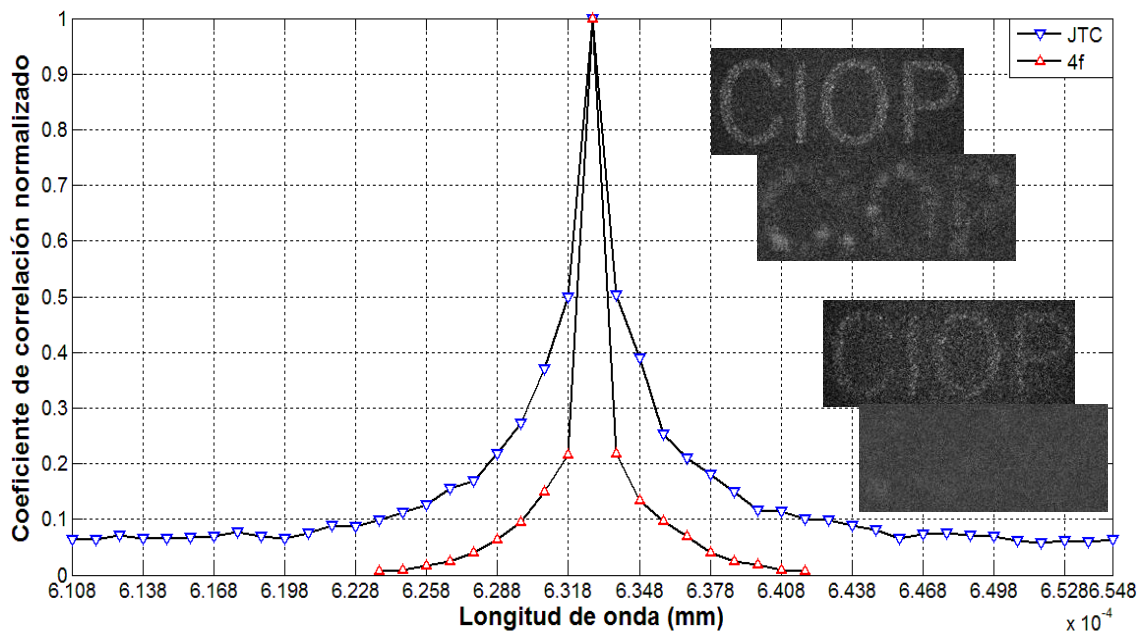 Coeficiente de correlación normalizado
1
0.9
0.8
0.7
0.6
0.5
0.4
0.3
0.2
0.1
0
JTC
4f
CIOP
CIOP
6.108 6.138 6.168 6.198 6.228 6.258 6.288 6.318 6.348 6.378 6.408 6.438 6.468 6.498 6.528 6.548
Longitud de onda (mm)
x 10⁻⁴